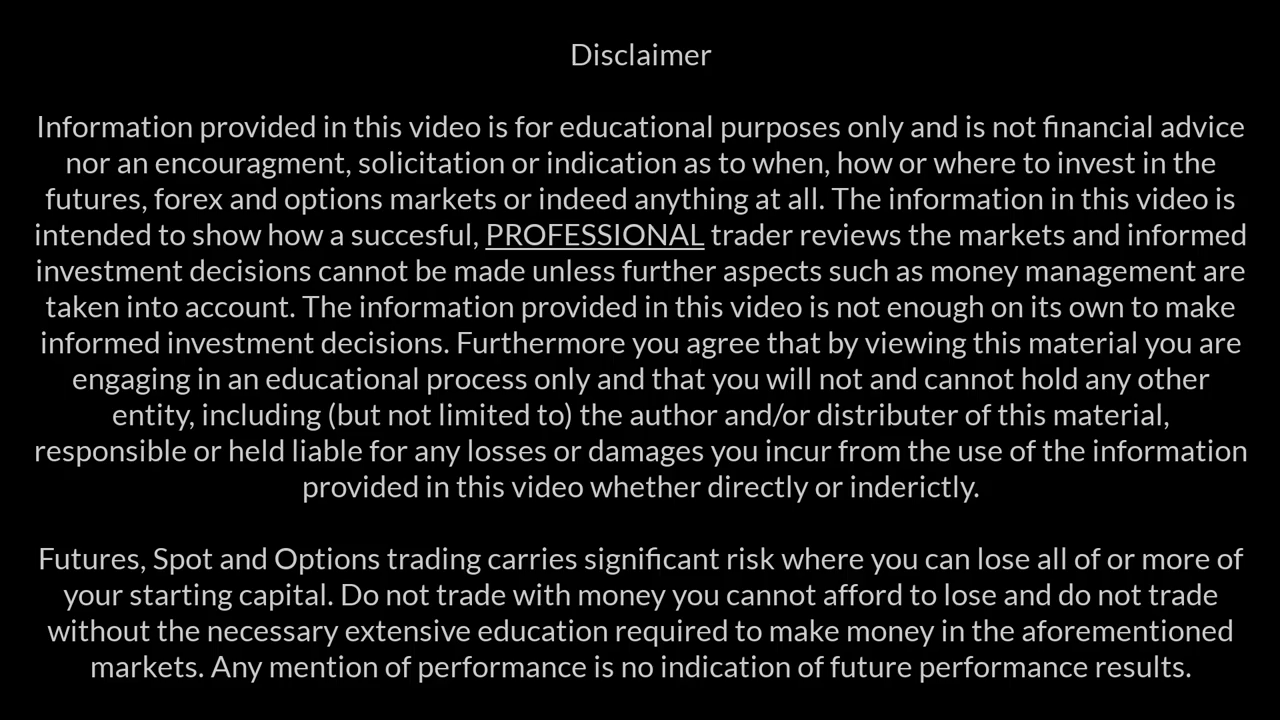 Disclaimer
Information provided in this video is for educational purposes only and is not financial advice
nor an encouragment, solicitation or indication as to when, how or where to invest in the
futures, forex and options markets or indeed anything at all. The information in this video is
intended to show how a succesful, PROFESSIONAL trader reviews the markets and informed
investment decisions cannot be made unless further aspects such as money management are
taken into account. The information provided in this video is not enough on its own to make
informed investment decisions. Furthermore you agree that by viewing this material you are
engaging in an educational process only and that you will not and cannot hold any other
entity, including (but not limited to) the author and/or distributer of this material,
responsible or held liable for any losses or damages you incur from the use of the information
provided in this video whether directly or inderictly.
Futures, Spot and Options trading carries significant risk where you can lose all of or more of
your starting capital. Do not trade with money you cannot afford to lose and do not trade
without the necessary extensive education required to make money in the aforementioned
markets. Any mention of performance is no indication of future performance results.